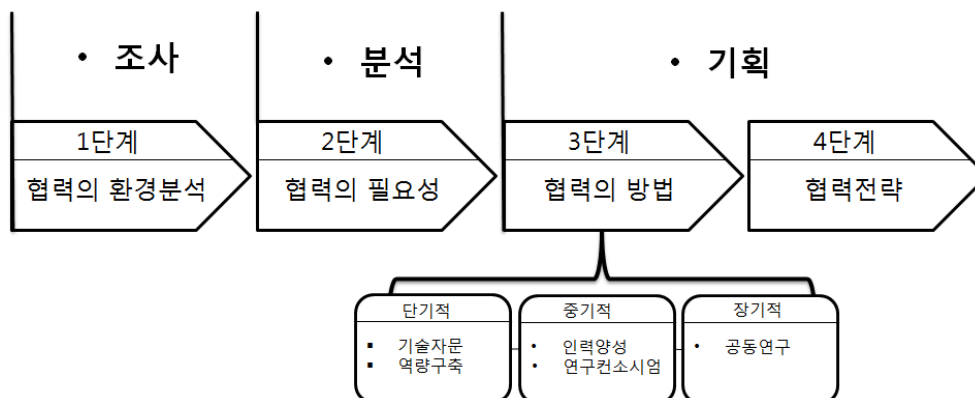 • 조사
• 분석
• 기획
1단계
협력의 환경분석
2단계
협력의 필요성
3단계
협력의 방법
4단계
협력전략
단기적
▪ 기술자문
▪ 역량구축
중기적
• 인력양성
• 연구컨소시엄
장기적
• 공동연구